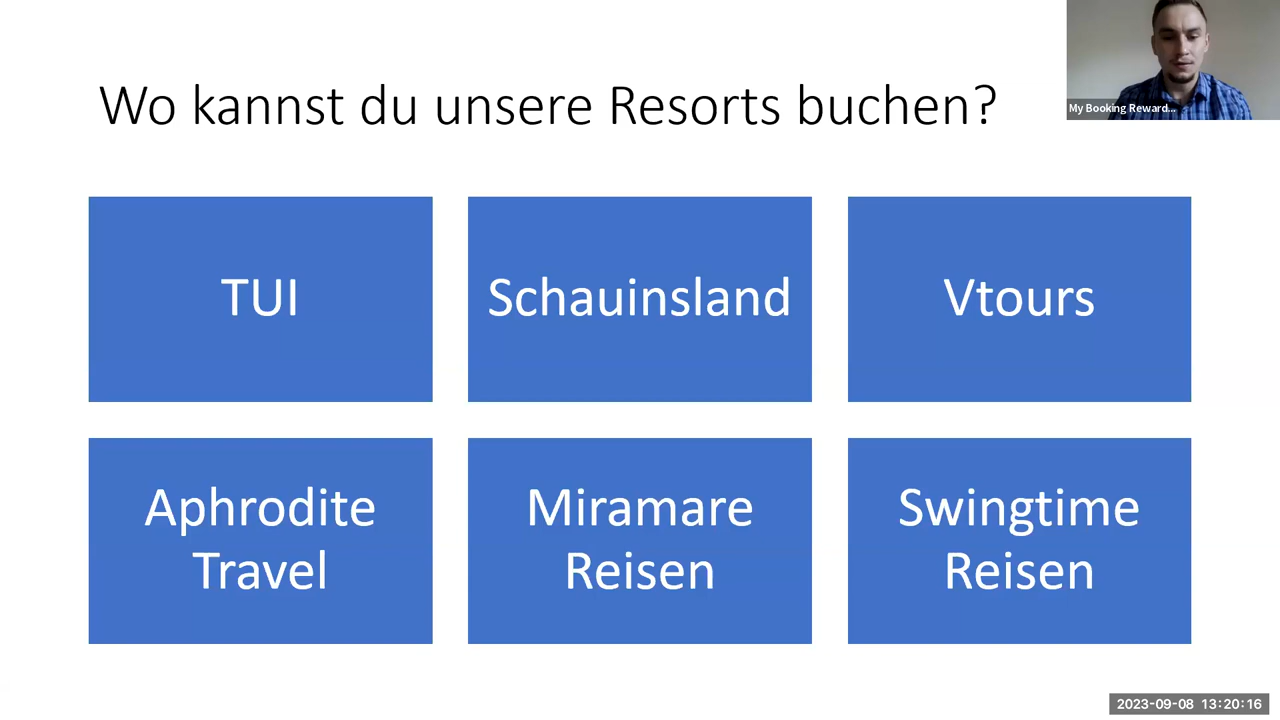 Wo kannst du unsere Resorts buchen?
My Booking Reward...
TUI
Schauinsland
Vtours
Aphrodite
Travel
Miramare
Reisen
Swingtime
Reisen
2023-09-08 13:20:16